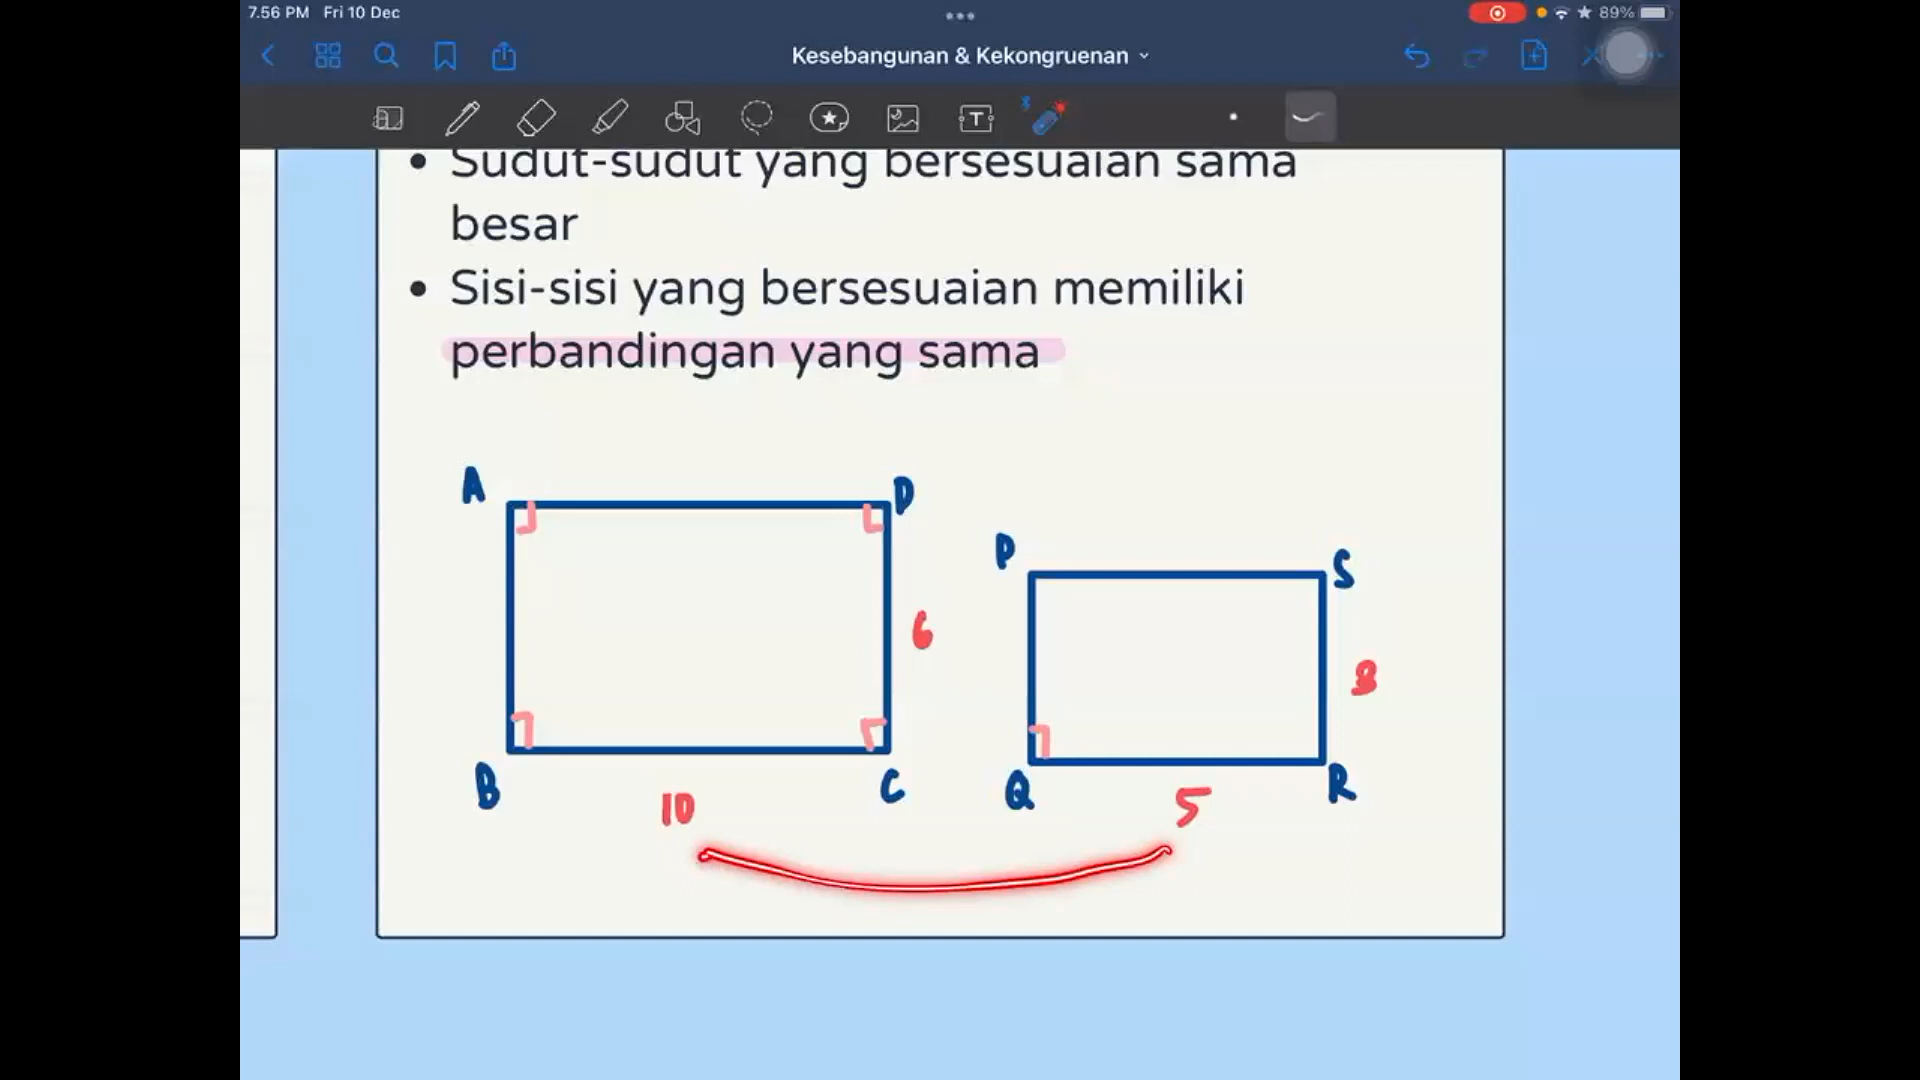 7.56 PM Fri 10 Dec
89%
Kesebangunan & Kekongruenan
T
• Sudut-sudut yang bersesuaian sama
besar
• Sisi-sisi yang bersesuaian memiliki
perbandingan yang sama
A
D
P
S
6
B
C
Q
R
10
5